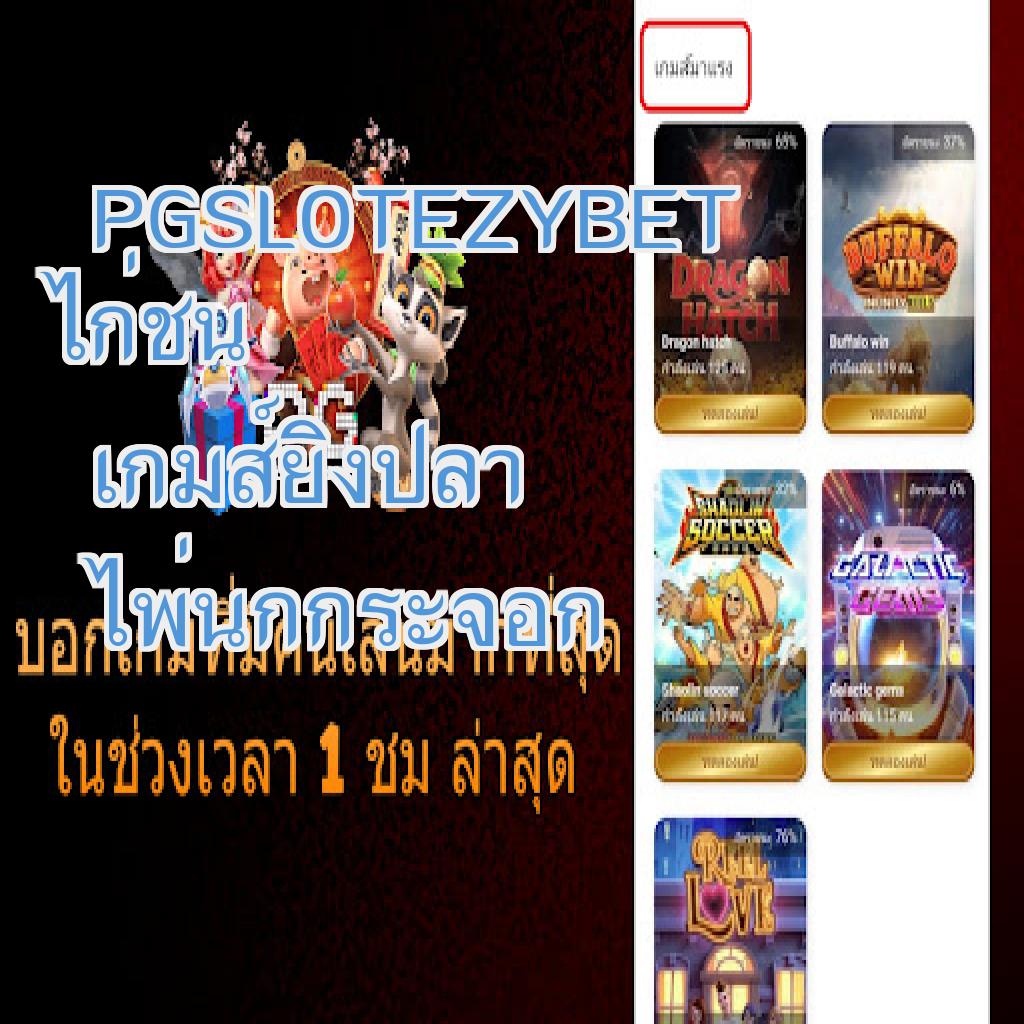 PGSLOTEZYBET
ไก่ชน
PG
เกมส์ยิงปลา
ไพ่นกกระจอก
บอกเกมที่มีคนเล่นมากที่สุด
ในช่วงเวลา 1 ชม ล่าสุด
เกมส์มาแรง
อัตราชนะ 68%
DRAGON HATCH
Dragon hatch
กำลังเล่น 125 คน
ทดลองเล่น!
อัตราชนะ 37%
BUFFALO WIN
Buffalo win
กำลังเล่น 119 คน
ทดลองเล่น!
SHAOLIN SOCCER
Shaolin soccer
กำลังเล่น 117 คน
ทดลองเล่น!
อัตราชนะ 6%
GALACTIC GEMS
Galactic gems
กำลังเล่น 115 คน
ทดลองเล่น!
อัตราชนะ 76%
REEL LOVE